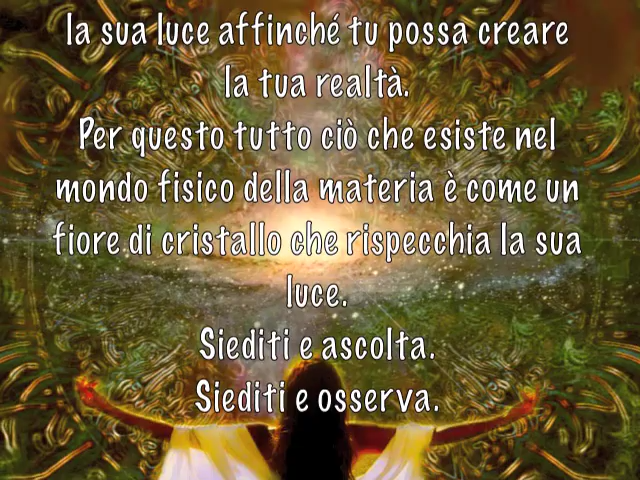 la sua luce affinché tu possa creare
la tua realtà.
Per questo tutto ciò che esiste nel
mondo fisico della materia è come un
fiore di cristallo che rispecchia la sua
luce.
Siediti e ascolta.
Siediti e osserva.